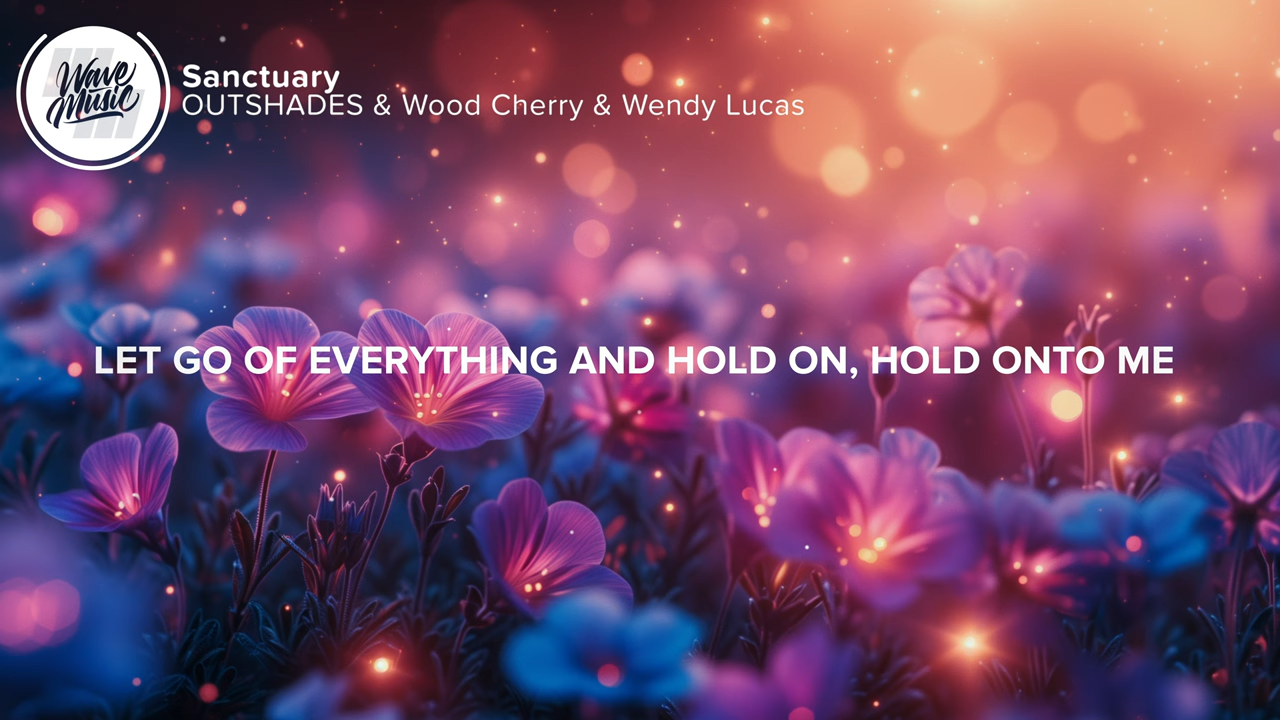 Wave
Music
Sanctuary
OUTSHADES & Wood Cherry & Wendy Lucas
LET GO OF EVERYTHING AND HOLD ON, HOLD ONTO ME